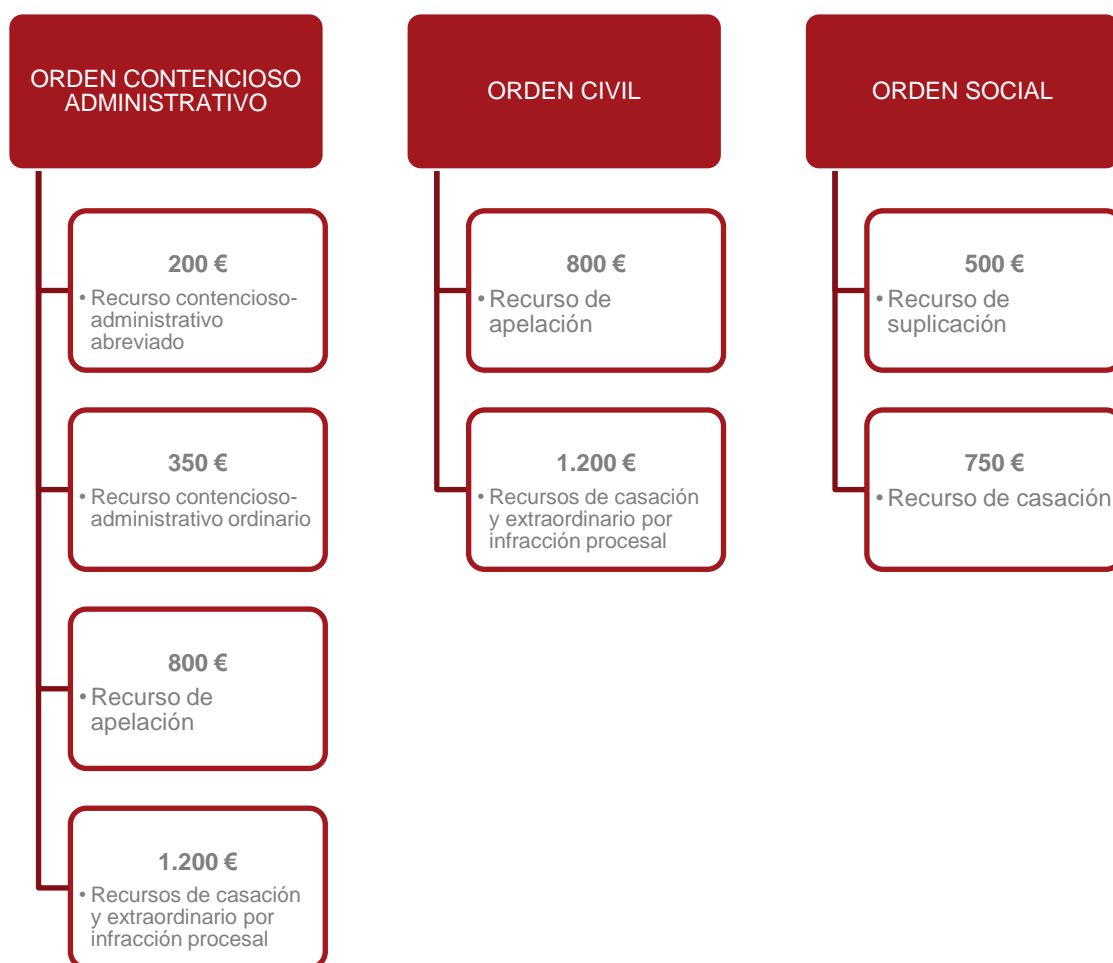 ORDEN CONTENCIOSO
ADMINISTRATIVO
200 €
• Recurso contencioso-
administrativo
abreviado
350 €
• Recurso contencioso-
administrativo ordinario
800 €
• Recurso de
apelación
1.200 €
• Recursos de casación
y extraordinario por
infracción procesal
ORDEN CIVIL
800 €
• Recurso de
apelación
1.200 €
• Recursos de casación
y extraordinario por
infracción procesal
ORDEN SOCIAL
500 €
• Recurso de
suplicación
750 €
• Recurso de casación